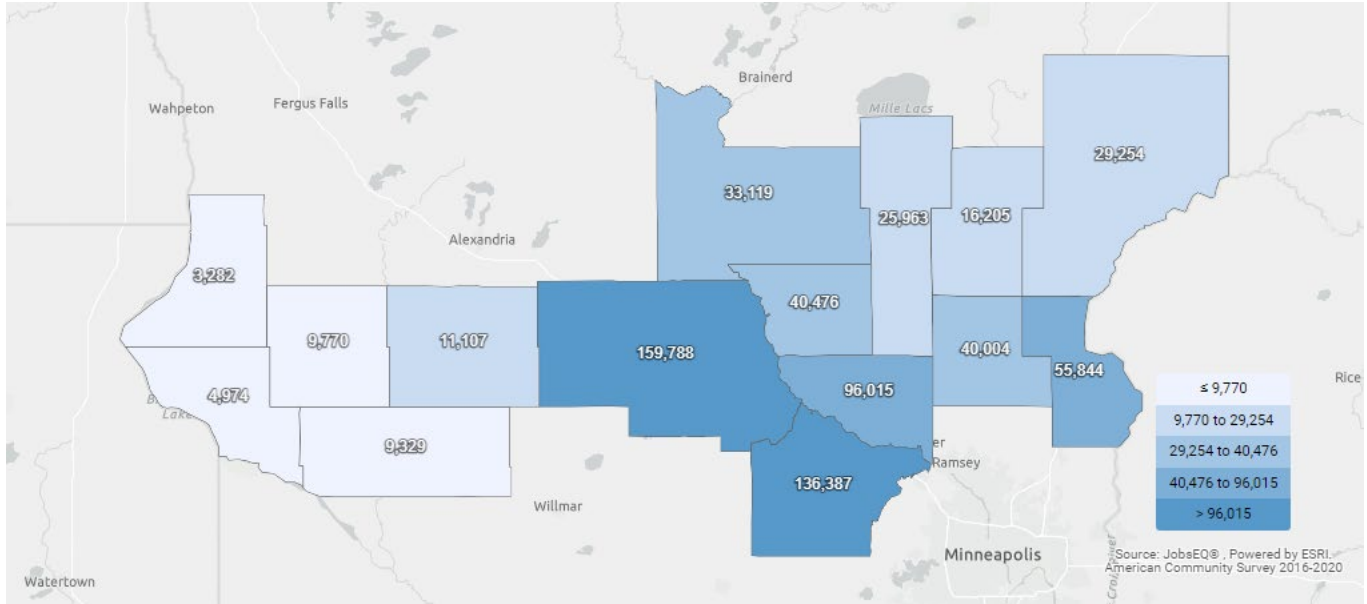 Brainerd
Wahpeton
Fergus Falls
Mille Lacs
29,254
33,119
25,963
16,205
Alexandria
3,282
40,476
9,770
11,107
159,788
40,004
55,844
96,015
4,974
Lake
Rice
≤ 9,770
9,770 to 29,254
29,254 to 40,476
40,476 to 96,015
> 96,015
9,329
er
Ramsey
136,387
Willmar
Minneapolis
Source: JobsEQ® , Powered by ESRI.
American Community Survey 2016-2020
Watertown